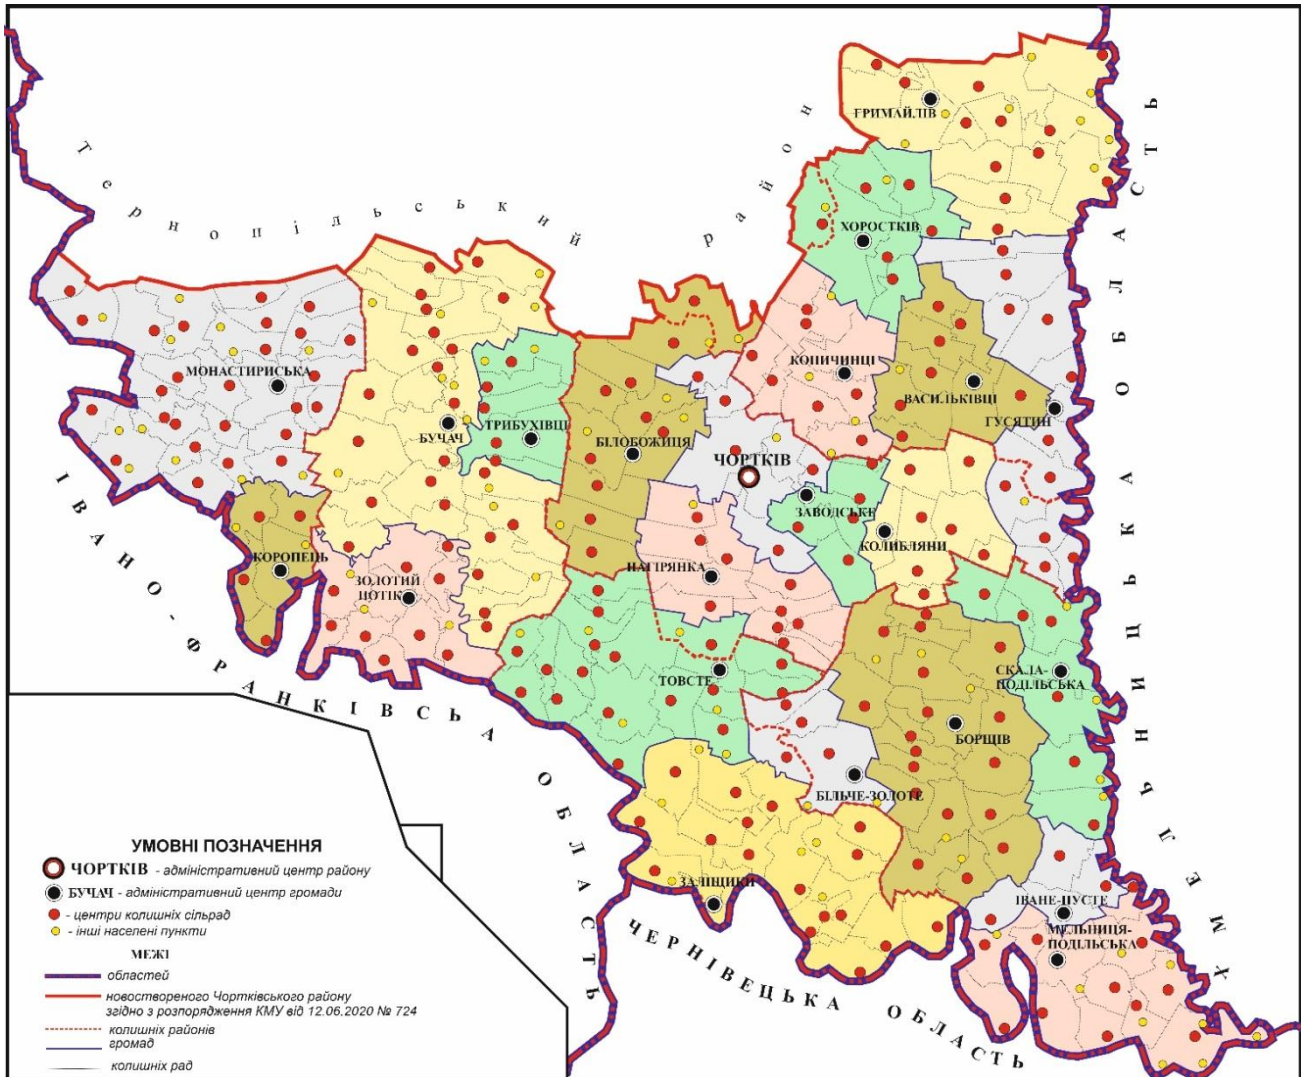 Тернопільський район
ГРИМАЙЛІВ
ХОРОСТКІВ
КОПИЧИНЦІ
ВАСИЛЬКІВЦІ
ГУСЯТИН
МОНАСТИРИСЬКА
БУЧАЧ
ТРИБУХІВЦІ
БІЛОБОЖИЦЯ
ЧОРТКІВ
ЗАВОДСЬКЕ
КОЛИБЛЯНИ
КОРОПЕЦЬ
ЗОЛОТИЙ
ПОТІК
НАГІРЯНКА
ТОВСТЕ
СКАЛА-
ПОДІЛЬСЬКА
БОРЩІВ
БІЛЬЧЕ-ЗОЛОТЕ
ЗАЛІЩИКИ
ІВАНЕ-ПУСТЕ
МЕЛЬНИЦЯ-
ПОДІЛЬСЬКА
ІВАНО-ФРАНКІВСЬКА ОБЛАСТЬ
ЧЕРНІВЕЦЬКА ОБЛАСТЬ
ХМЕЛЬНИЦЬКА ОБЛАСТЬ
УМОВНІ ПОЗНАЧЕННЯ
ЧОРТКІВ - адміністративний центр району
БУЧАЧ - адміністративний центр громади
- центри колишніх сільрад
- інші населені пункти
МЕЖІ
областей
новоствореного Чортківського району
згідно з розпорядження КМУ від 12.06.2020 № 724
колишніх районів
громад
колишніх рад